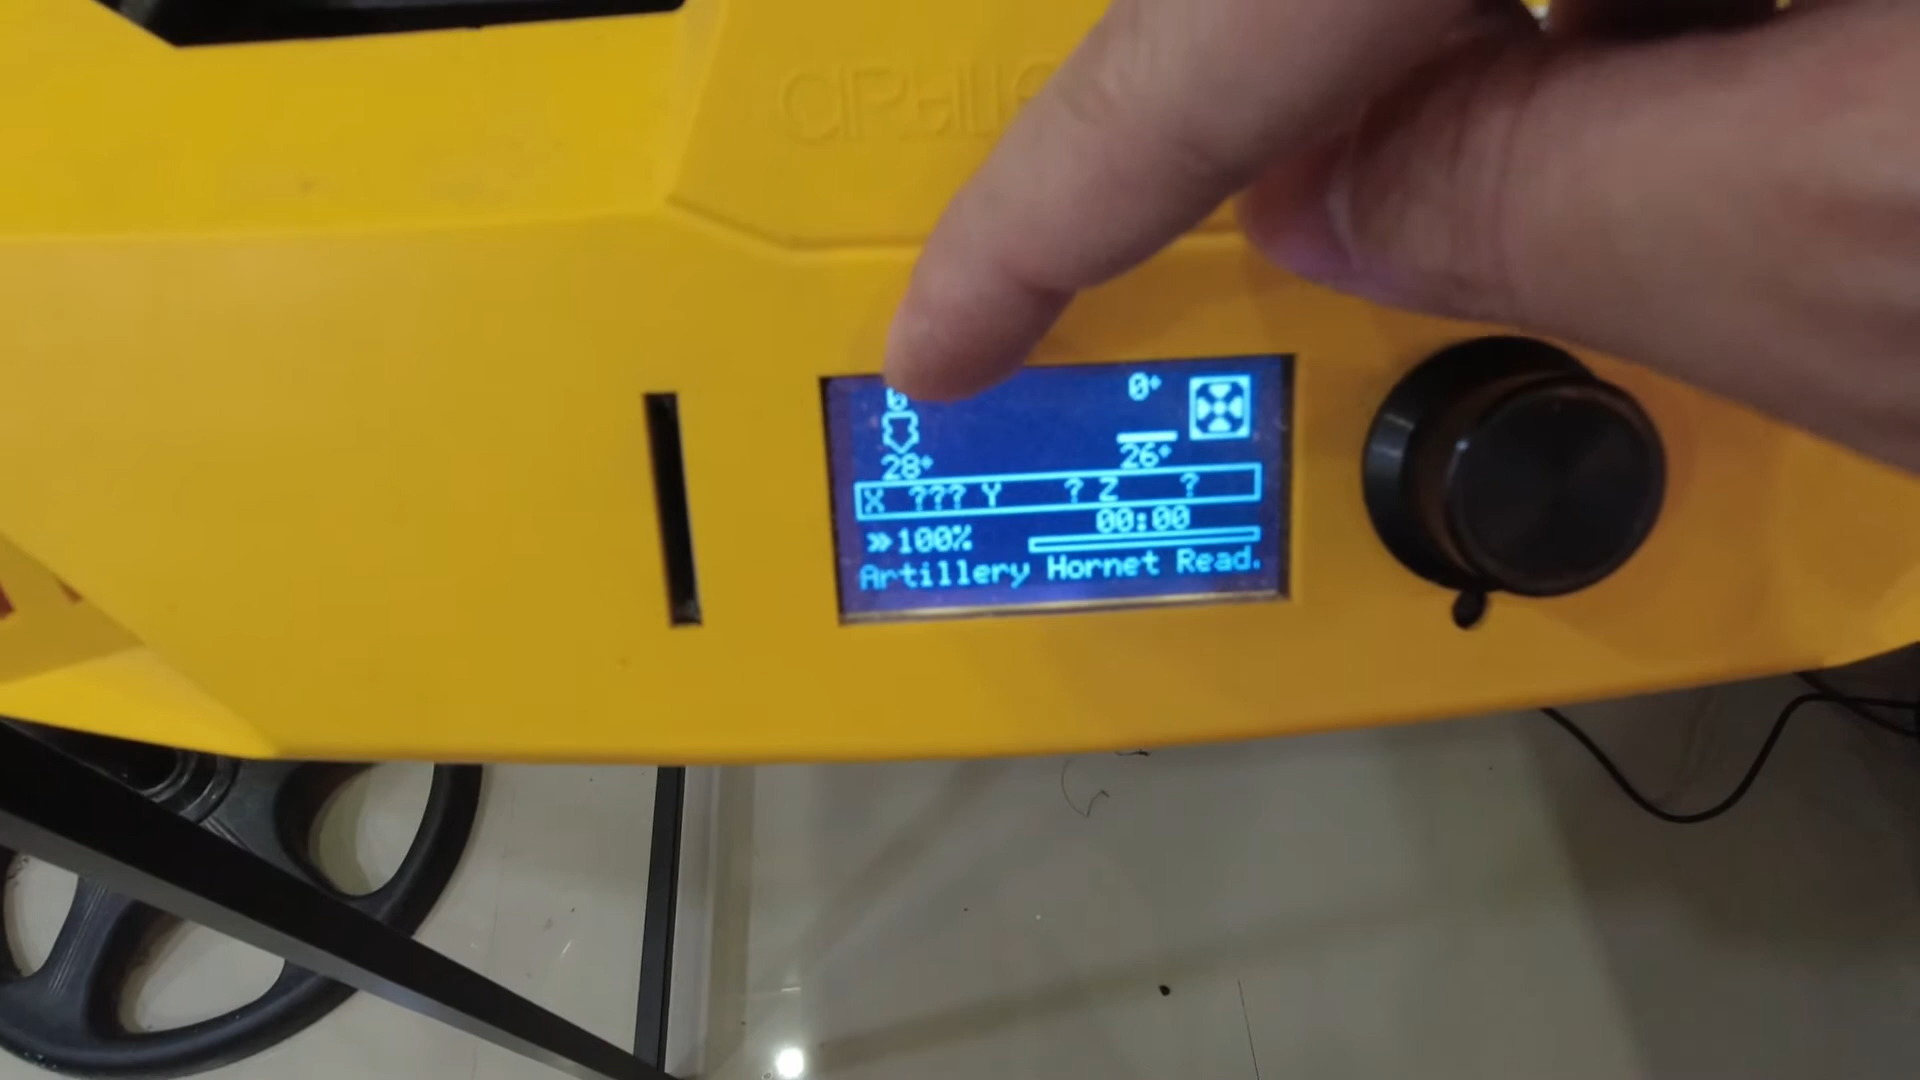 0°
28° 26°
X ??? Y ? Z ?
00:00
»100%
Artillery Hornet Read.